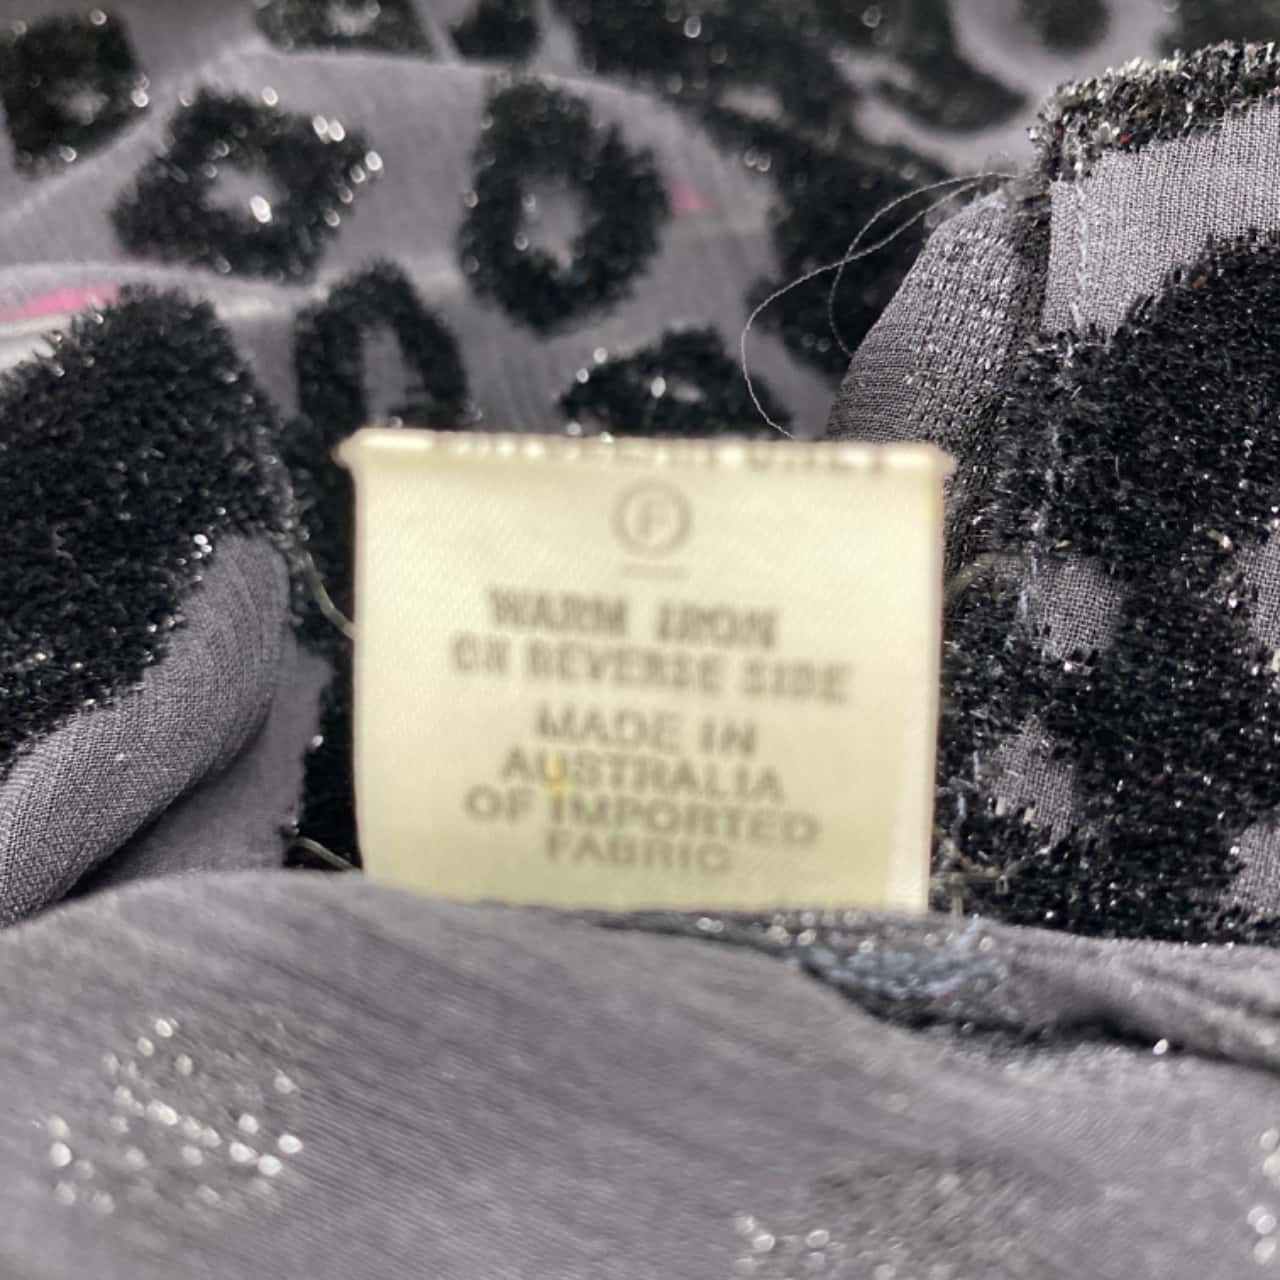 F
WARM IRON
ON REVERSE SIDE
MADE IN
AUSTRALIA
OF IMPORTED
FABRIC